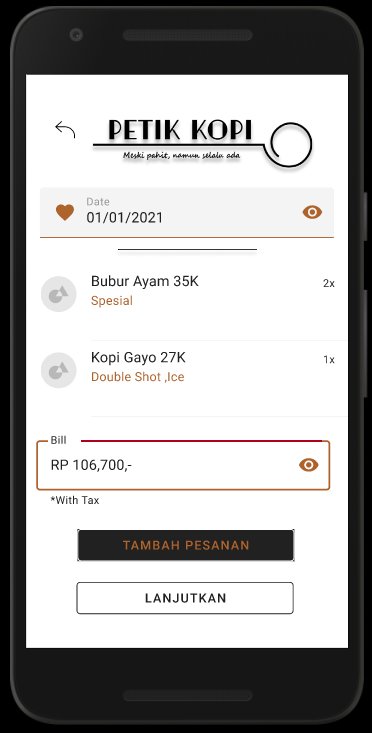 PETIK KOPI
Meski pahit, namun selalu ada
Date
01/01/2021
Bubur Ayam 35K
2x
Spesial
Kopi Gayo 27K
1x
Double Shot ,Ice
Bill
RP 106,700,-
*With Tax
TAMBAH PESANAN
LANJUTKAN